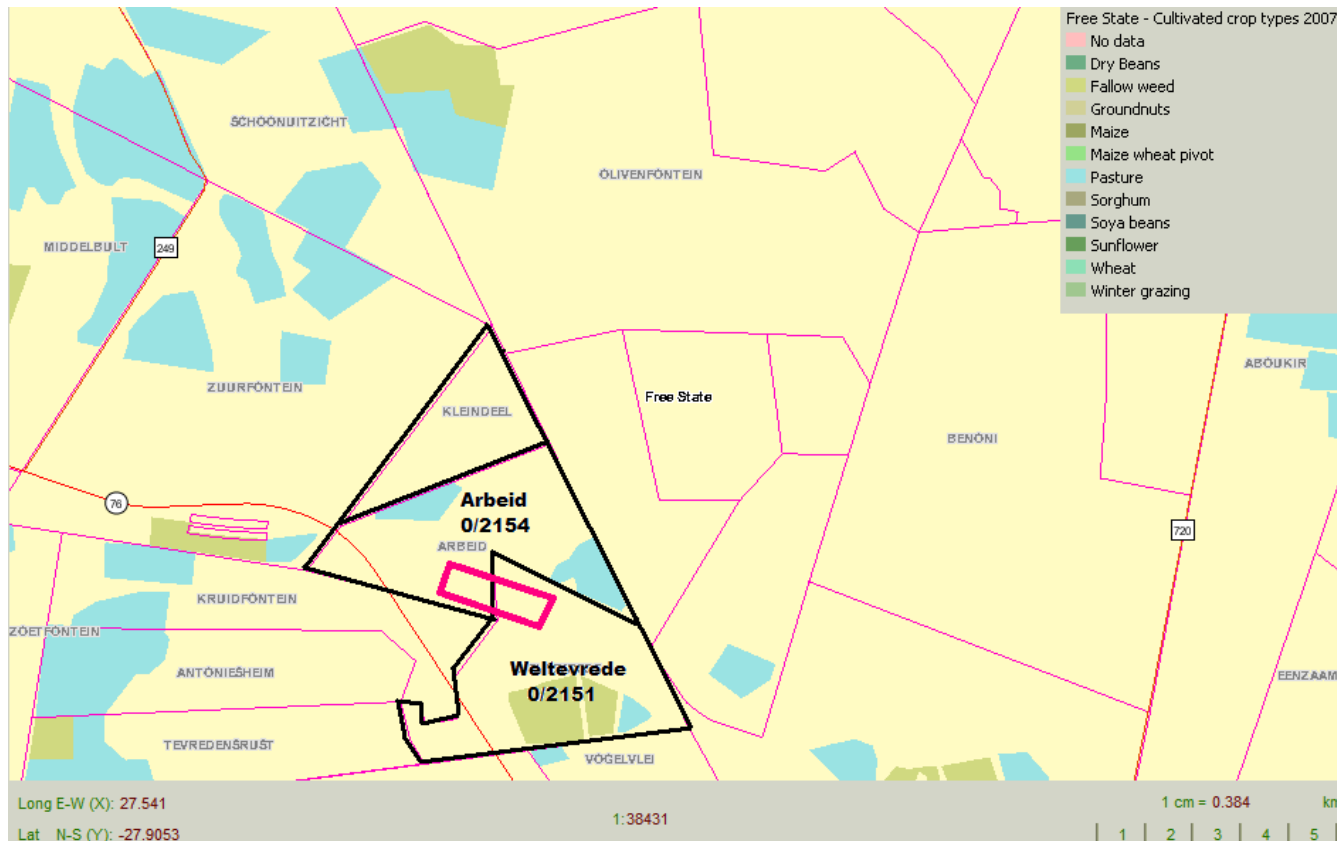 Free State - Cultivated crop types 2007
No data
Dry Beans
Fallow weed
Groundnuts
Maize
Maize wheat pivot
Pasture
Sorghum
Soya beans
Sunflower
Wheat
Winter grazing
SCHOONUITZICHT
OLIVENFONTEIN
MIDDELBULT
249
ZUURFONTEIN
KLEINDEEL
Free State
ABOUKIR
BENONI
76
Arbeid
0/2154
ARBEID
720
KRUIDFONTEIN
ZOETFONTEIN
ANTONIESHEIM
Weltevrede
0/2151
EENZAAM
TEVREDENSRUST
VOGELVLEI
Long E-W (X): 27.541
1:38431
1 cm = 0.384 km
Lat N-S (Y): -27.9053
1 2 3 4 5